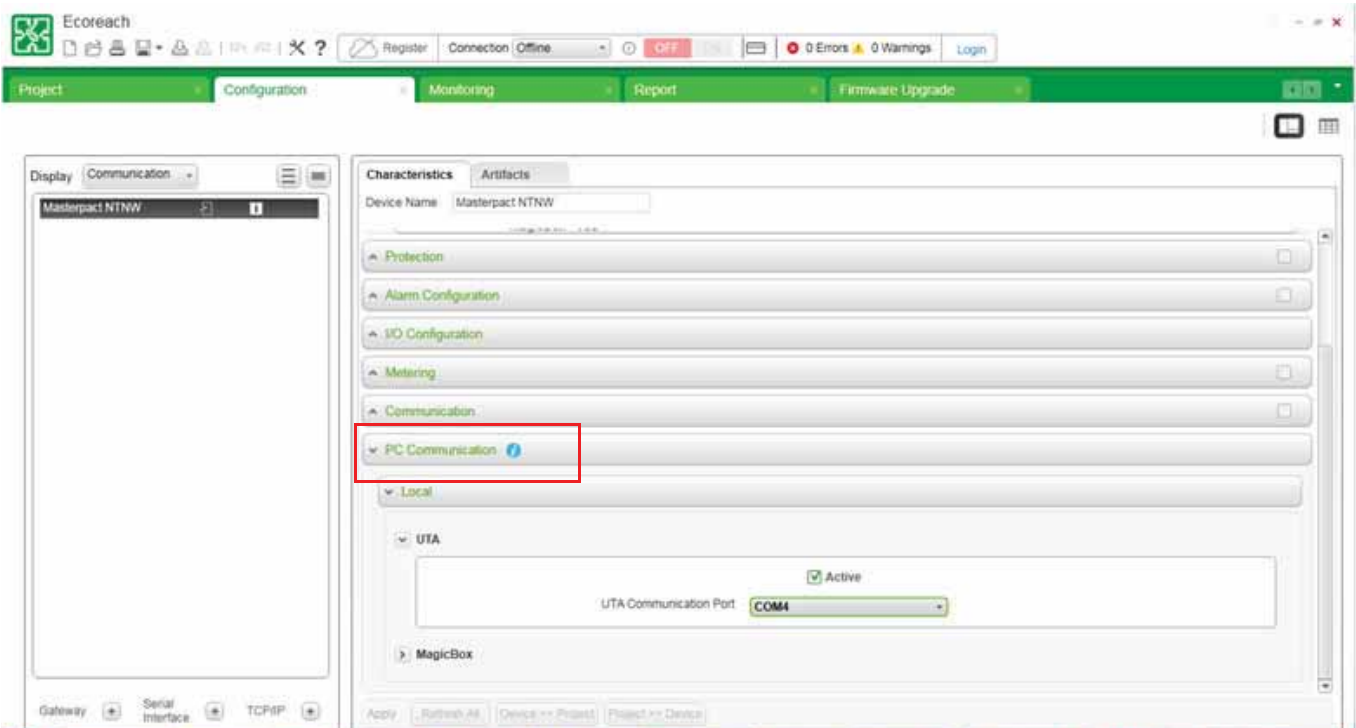 Ecoreach
Register Connection Offline OFF 0 Errors 0 Warnings Login
Project Configuration Monitoring Report Firmware Upgrade
Display Communication
Masterpact NTNW
Characteristics Artifacts
Device Name Masterpact NTNW
Protection
Alarm Configuration
I/O Configuration
Metering
Communication
PC Communication
Local
UTA
Active
UTA Communication Port COM4
MagicBox
Gateway Serial Interface TCP/IP
Apply Refresh All Device >> Project Project >> Device